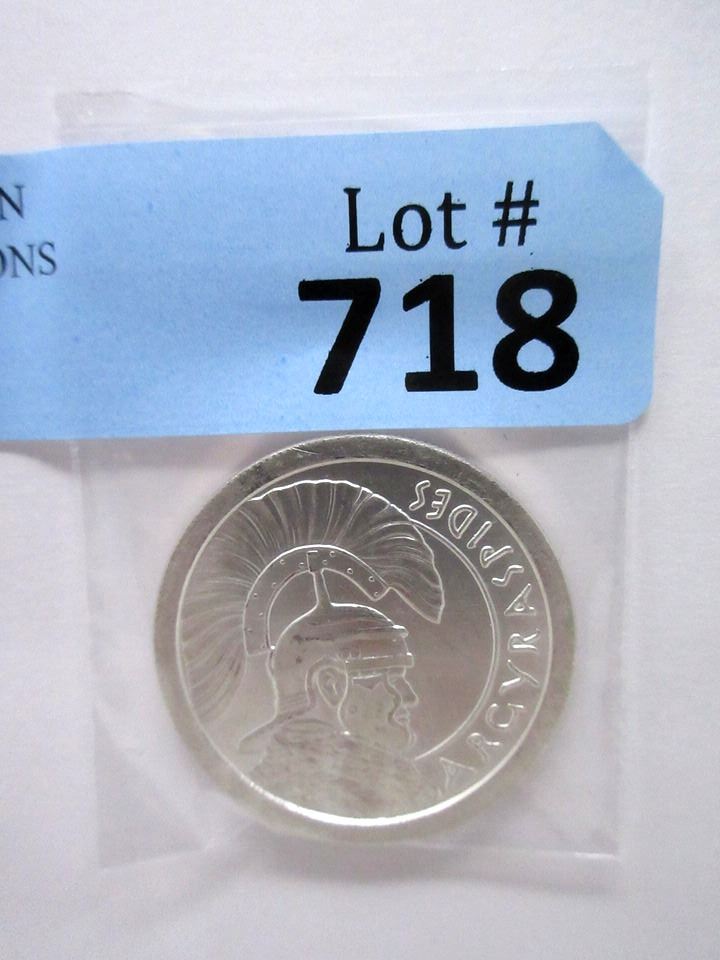 N
ONS
Lot #
718
ARGYRASPIDES